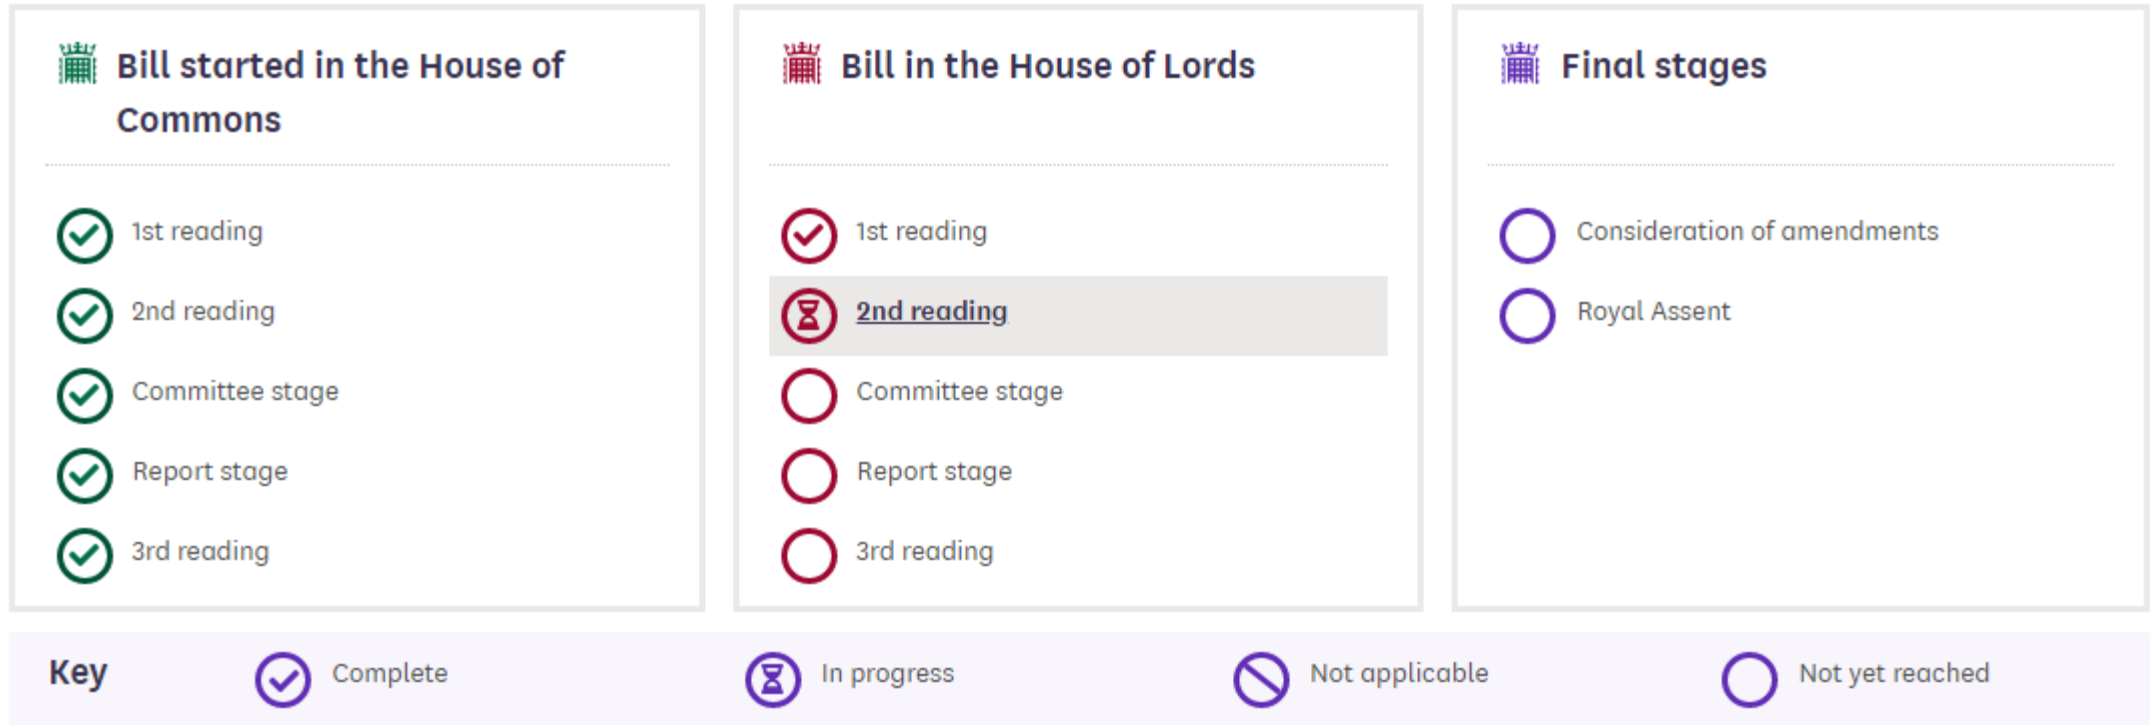 Bill started in the House of
Commons
1st reading
2nd reading
Committee stage
Report stage
3rd reading
Bill in the House of Lords
1st reading
2nd reading
Committee stage
Report stage
3rd reading
Final stages
Consideration of amendments
Royal Assent
Key
Complete
In progress
Not applicable
Not yet reached